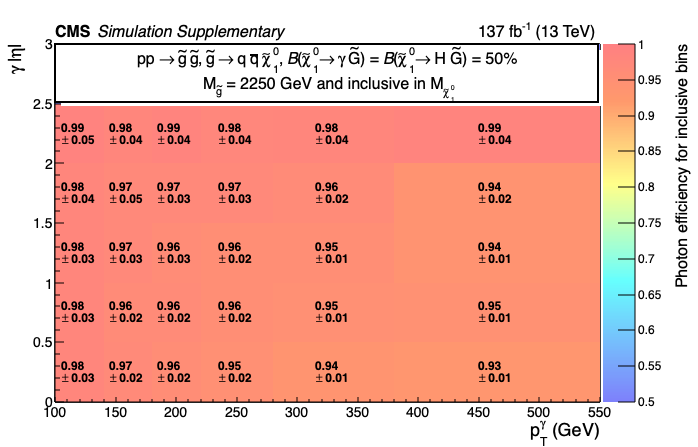 CMS Simulation Supplementary 137 fb⁻¹ (13 TeV)
pp → g̃ g̃, g̃ → q q̄ χ̃⁰₁, B(χ̃⁰₁ → γ G̃) = B(χ̃⁰₁ → H G̃) = 50%
M_g̃ = 2250 GeV and inclusive in M_χ̃⁰₁
γ |η|
3
2.5
2
1.5
1
0.5
0
0.99 0.98 0.99 0.98 0.98 0.99
± 0.05 ± 0.04 ± 0.04 ± 0.04 ± 0.04 ± 0.04
0.98 0.97 0.97 0.97 0.96 0.94
± 0.04 ± 0.05 ± 0.03 ± 0.03 ± 0.02 ± 0.02
0.98 0.97 0.96 0.96 0.95 0.94
± 0.03 ± 0.03 ± 0.03 ± 0.02 ± 0.01 ± 0.01
0.98 0.96 0.96 0.96 0.95 0.95
± 0.03 ± 0.02 ± 0.02 ± 0.02 ± 0.01 ± 0.01
0.98 0.97 0.96 0.95 0.94 0.93
± 0.03 ± 0.02 ± 0.02 ± 0.02 ± 0.01 ± 0.01
100 150 200 250 300 350 400 450 500 550
p_T^γ (GeV)
1
0.95
0.9
0.85
0.8
0.75
0.7
0.65
0.6
0.55
0.5
Photon efficiency for inclusive bins